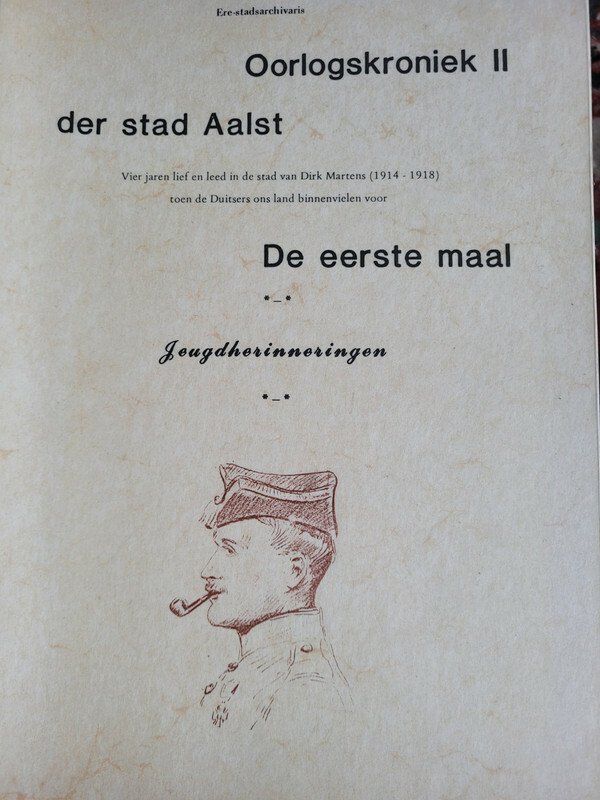 Ere-stadsarchivaris
Oorlogskroniek II
der stad Aalst
Vier jaren lief en leed in de stad van Dirk Martens (1914 - 1918)
toen de Duitsers ons land binnenvielen voor
De eerste maal
* _ *
Jeugdherinneringen
* _ *